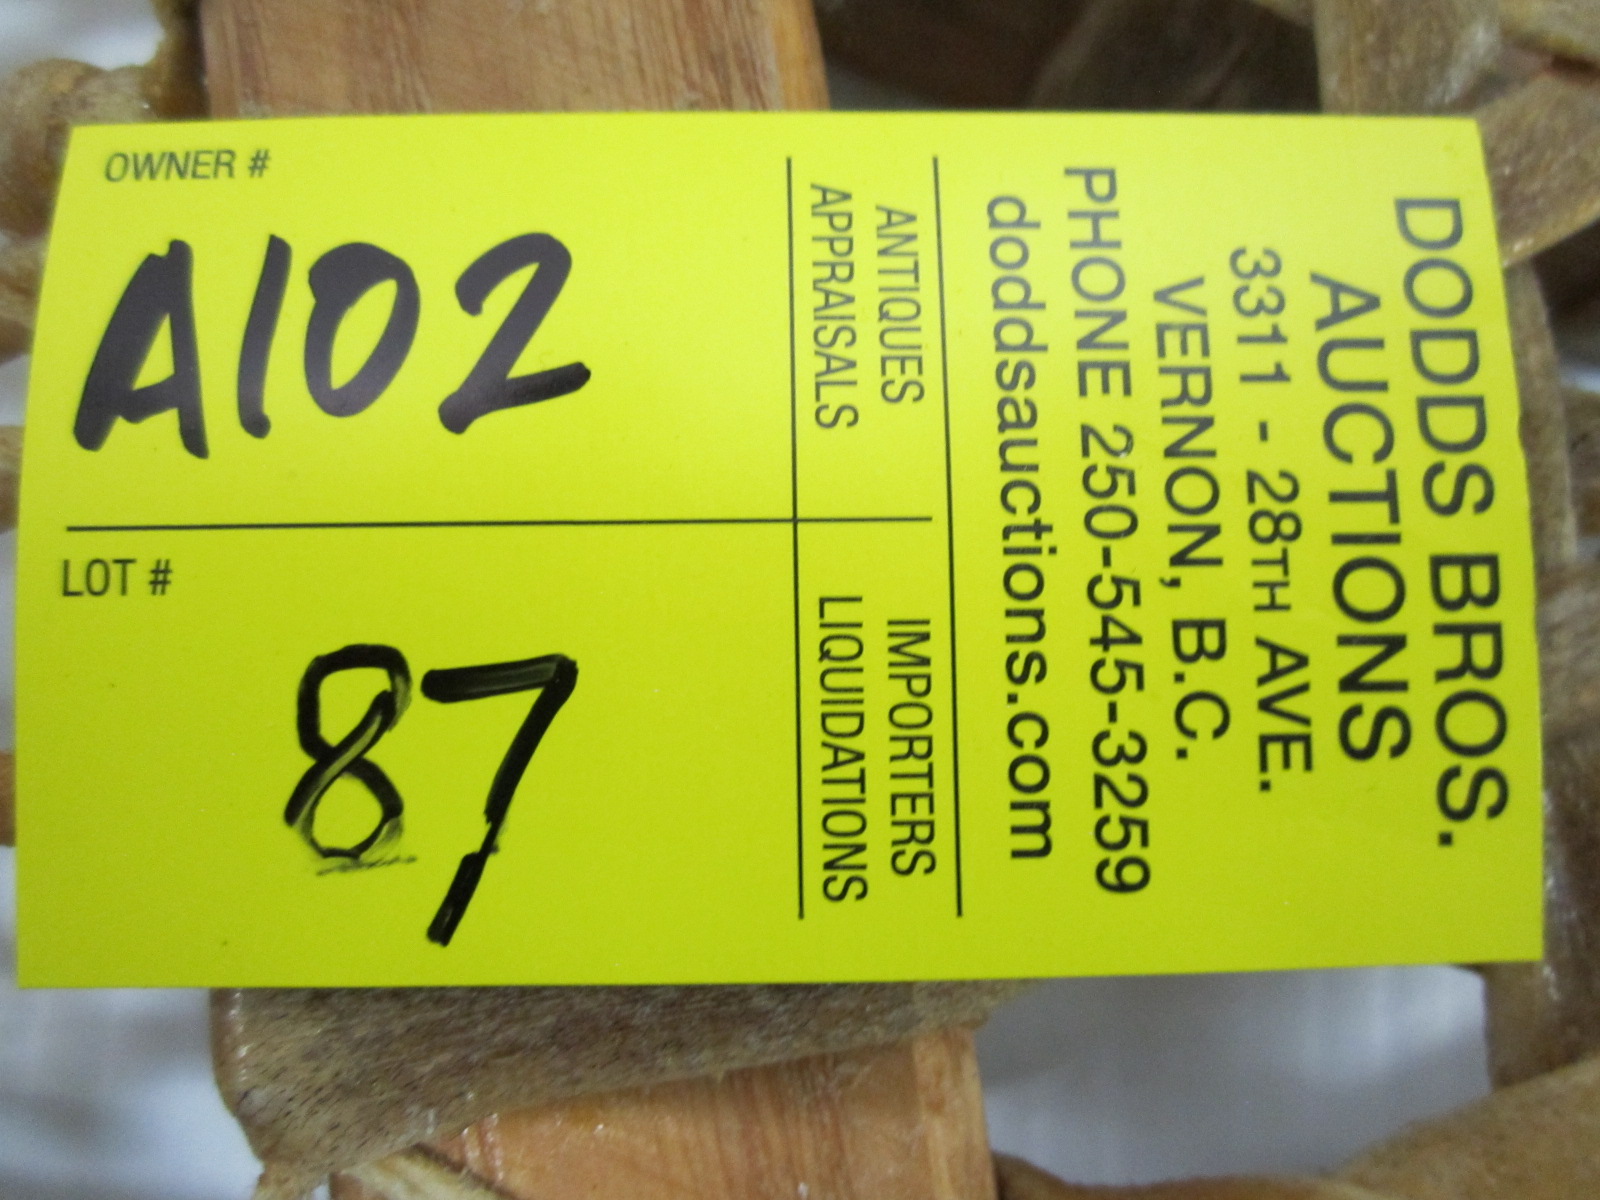 DODDS BROS.
AUCTIONS
3311 - 28TH AVE.
VERNON, B.C.
PHONE 250-545-3259
doddsauctions.com
ANTIQUES
APPRAISALS
IMPORTERS
LIQUIDATIONS
OWNER #
A102
LOT #
87